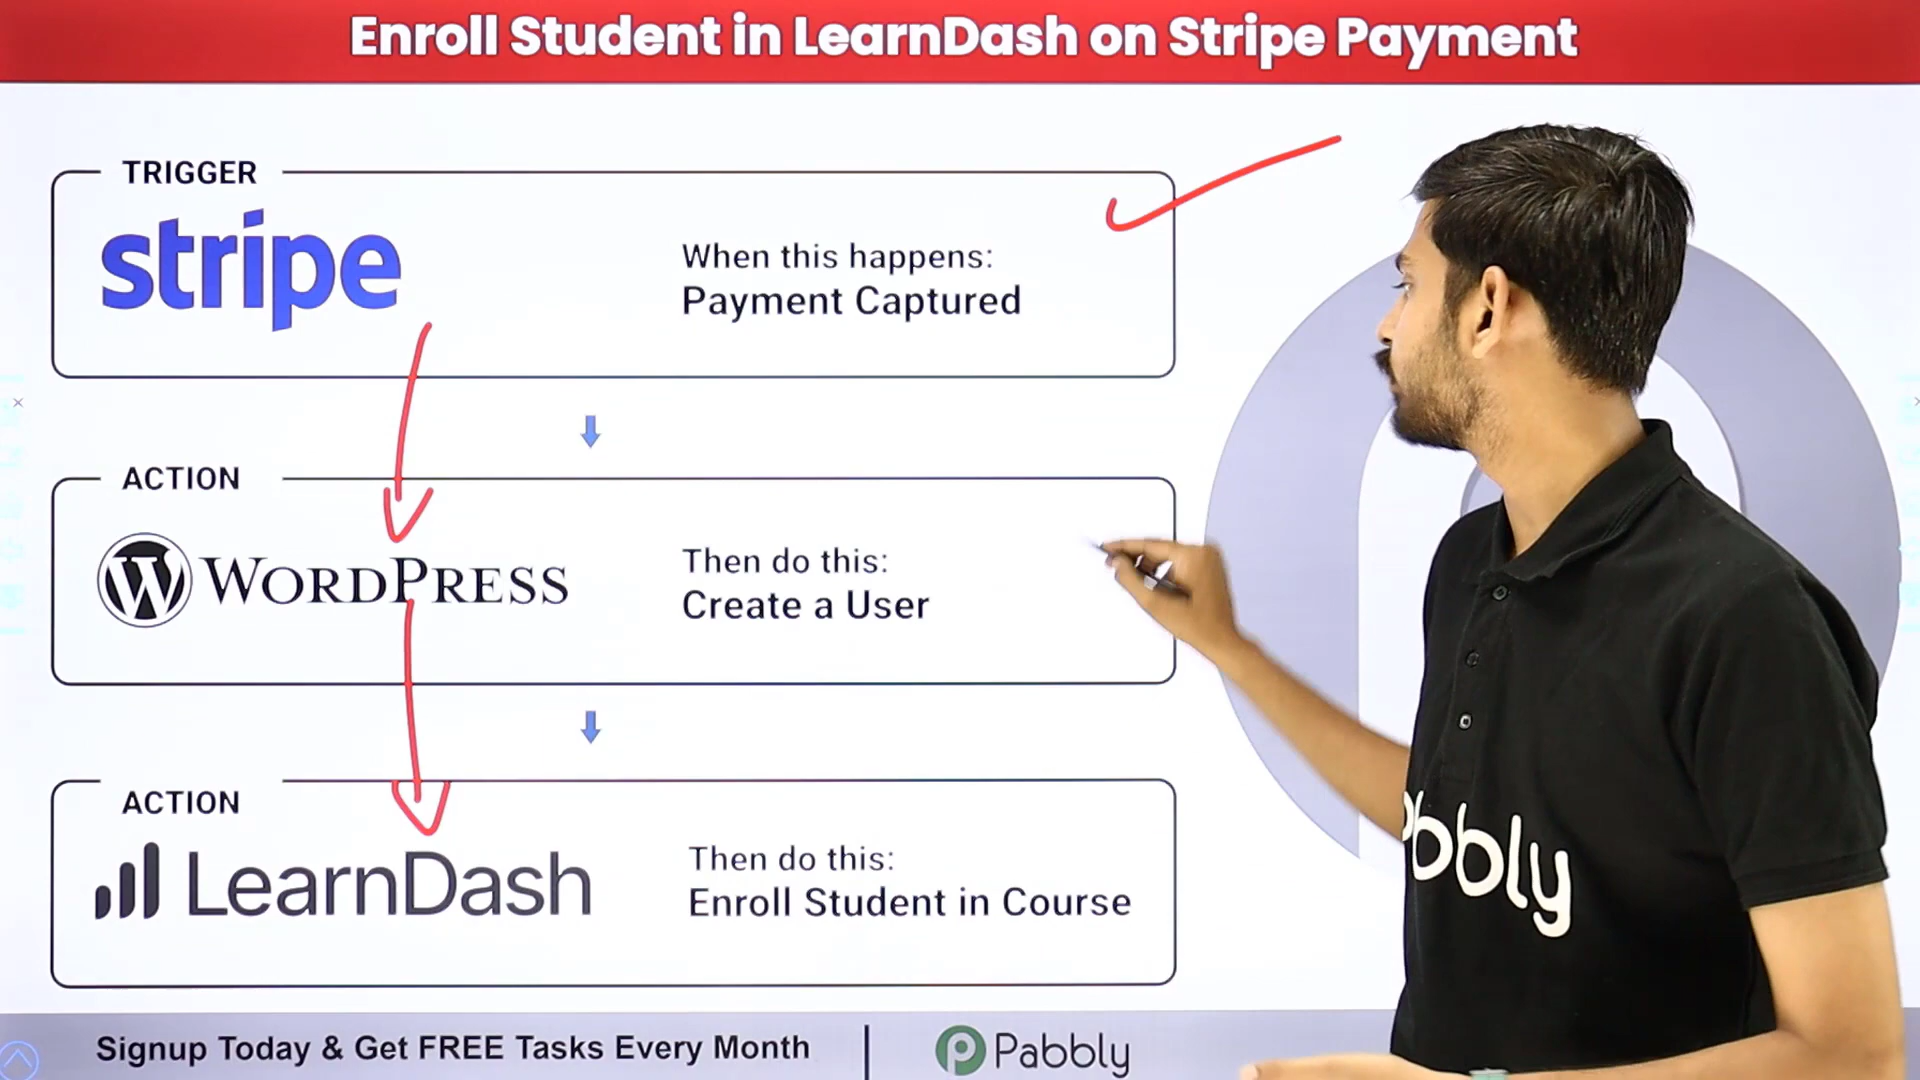 Enroll Student in LearnDash on Stripe Payment
TRIGGER
stripe
When this happens:
Payment Captured
ACTION
WORDPRESS
Then do this:
Create a User
ACTION
LearnDash
Then do this:
Enroll Student in Course
Pabbly
Signup Today & Get FREE Tasks Every Month
Pabbly